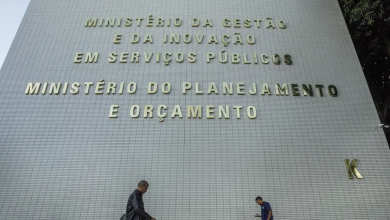 MINISTÉRIO DA GESTÃO
E DA INOVAÇÃO
EM SERVIÇOS PÚBLICOS
MINISTÉRIO DO PLANEJAMENTO
E ORÇAMENTO
K